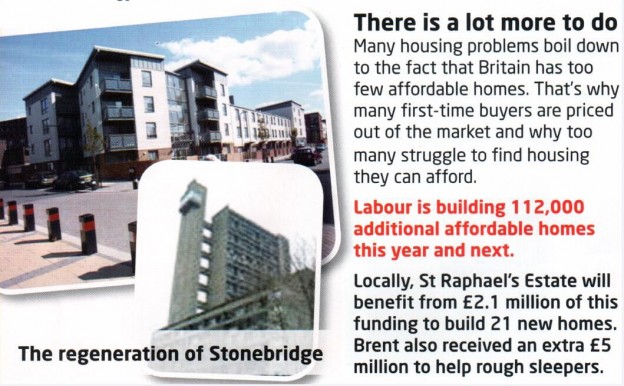 There is a lot more to do
Many housing problems boil down
to the fact that Britain has too
few affordable homes. That's why
many first-time buyers are priced
out of the market and why too
many struggle to find housing
they can afford.
Labour is building 112,000
additional affordable homes
this year and next.
Locally, St Raphael's Estate will
benefit from £2.1 million of this
funding to build 21 new homes.
Brent also received an extra £5
million to help rough sleepers.
The regeneration of Stonebridge